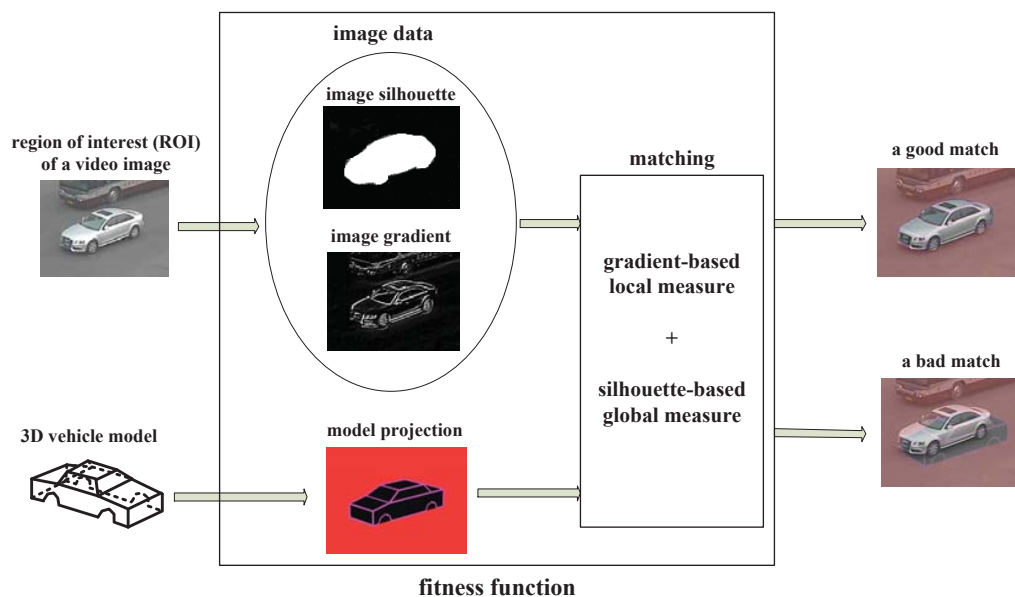 image data
image silhouette
region of interest (ROI)
of a video image
image gradient
matching
gradient-based
local measure
+
silhouette-based
global measure
a good match
a bad match
3D vehicle model
model projection
fitness function